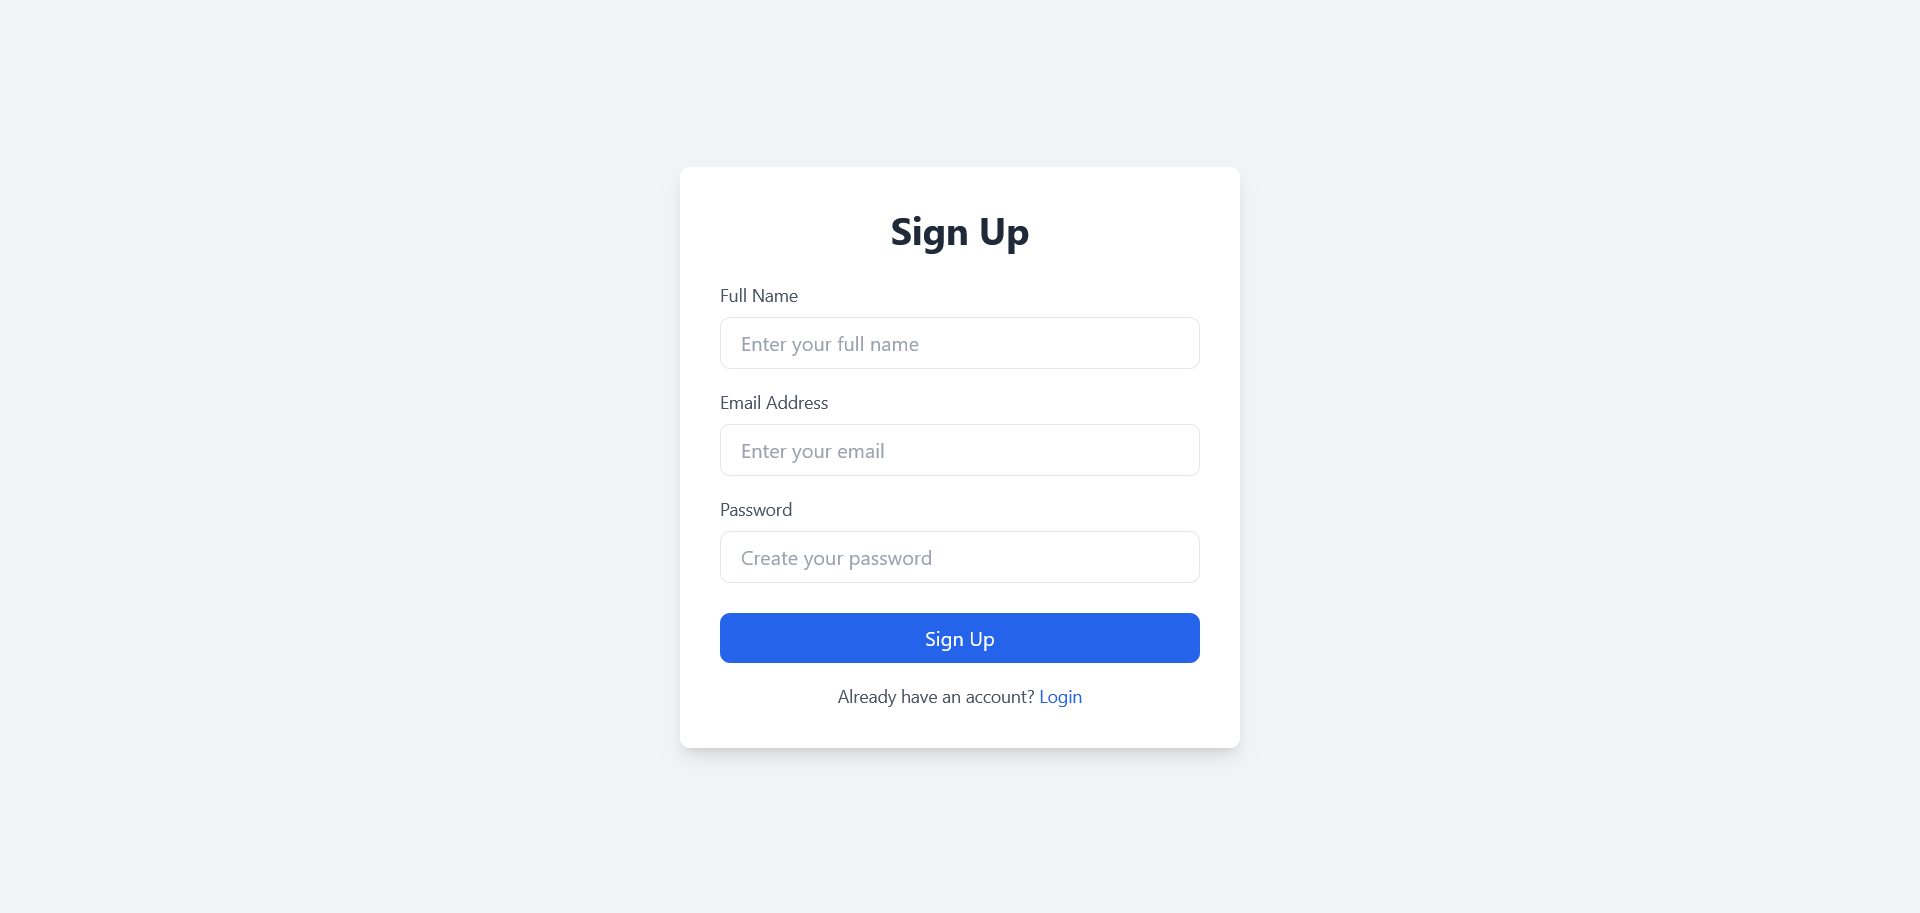 Sign Up
Full Name
Enter your full name
Email Address
Enter your email
Password
Create your password
Sign Up
Already have an account? Login